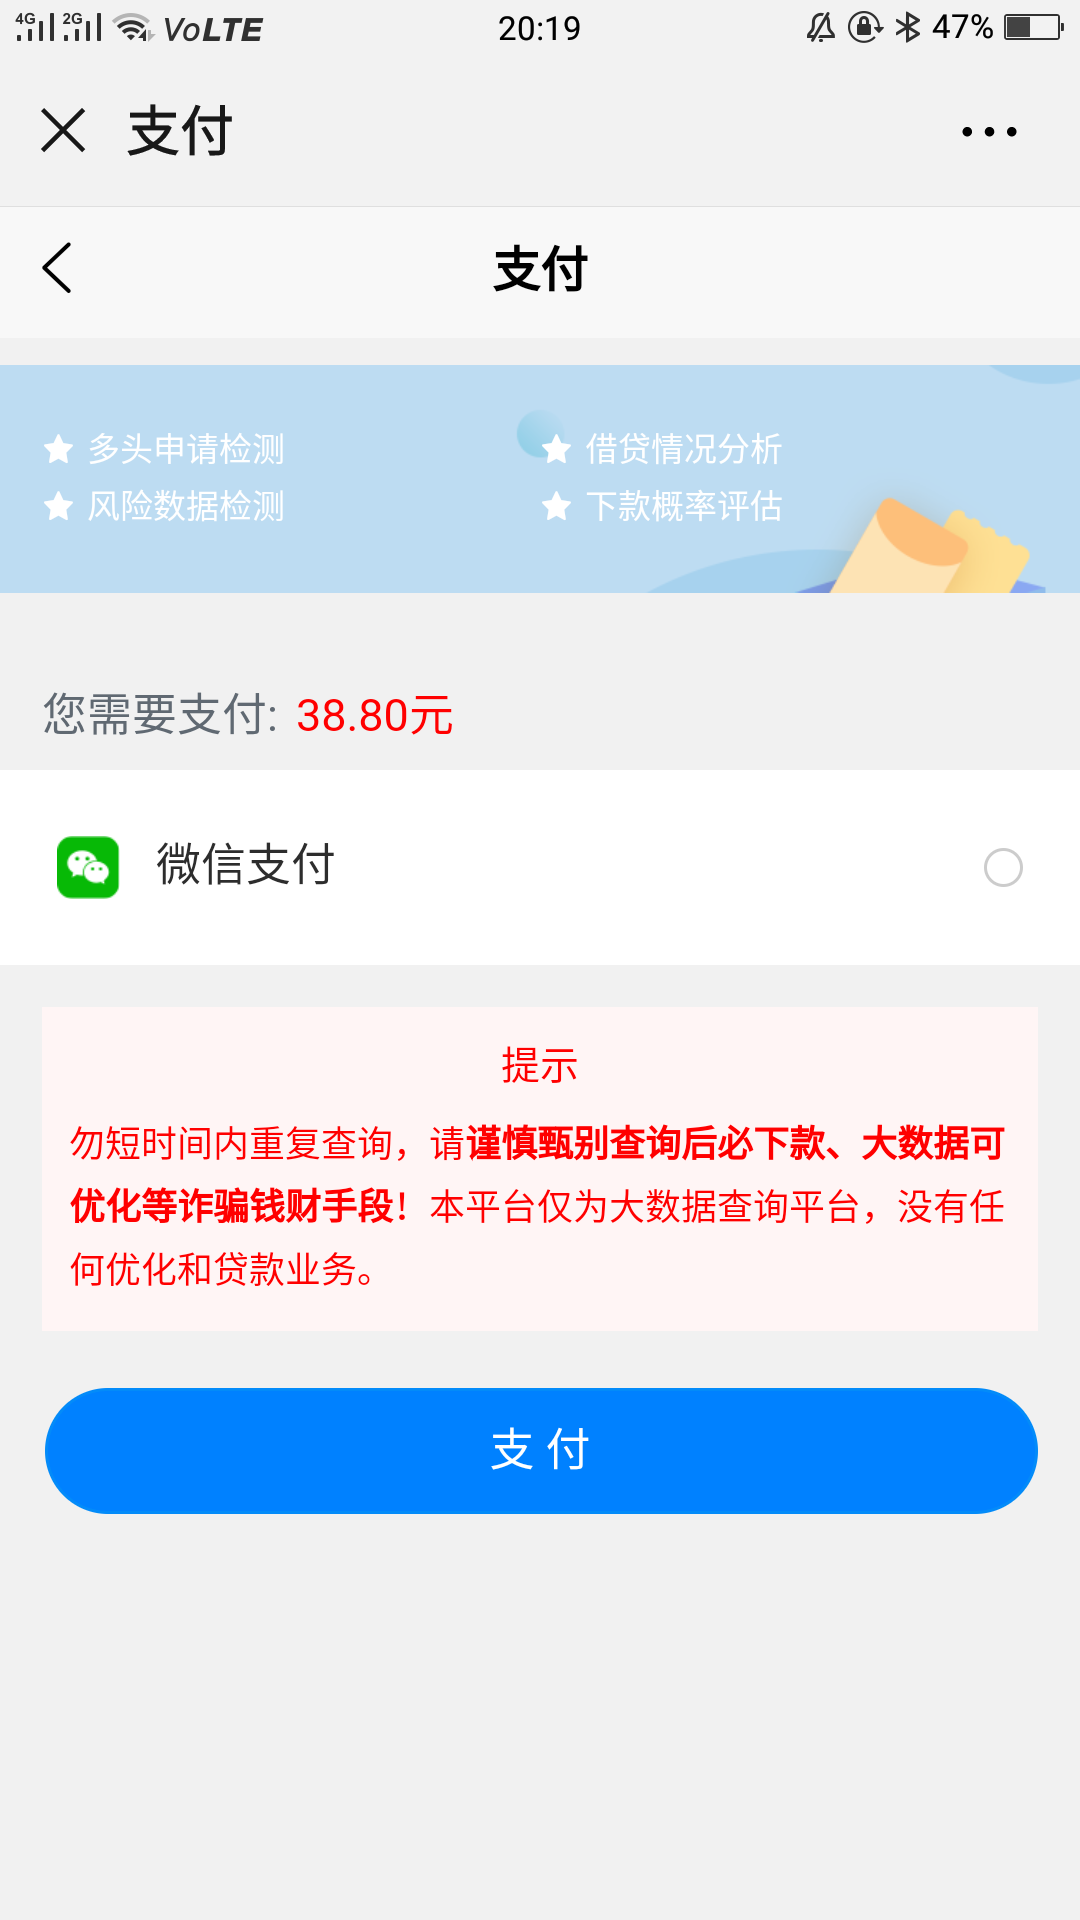 4G 2G VoLTE 20:19 47%
支付
支付
多头申请检测 借贷情况分析
风险数据检测 下款概率评估
您需要支付: 38.80元
微信支付
提示
勿短时间内重复查询，请谨慎甄别查询后必下款、大数据可
优化等诈骗钱财手段！本平台仅为大数据查询平台，没有任
何优化和贷款业务。
支 付